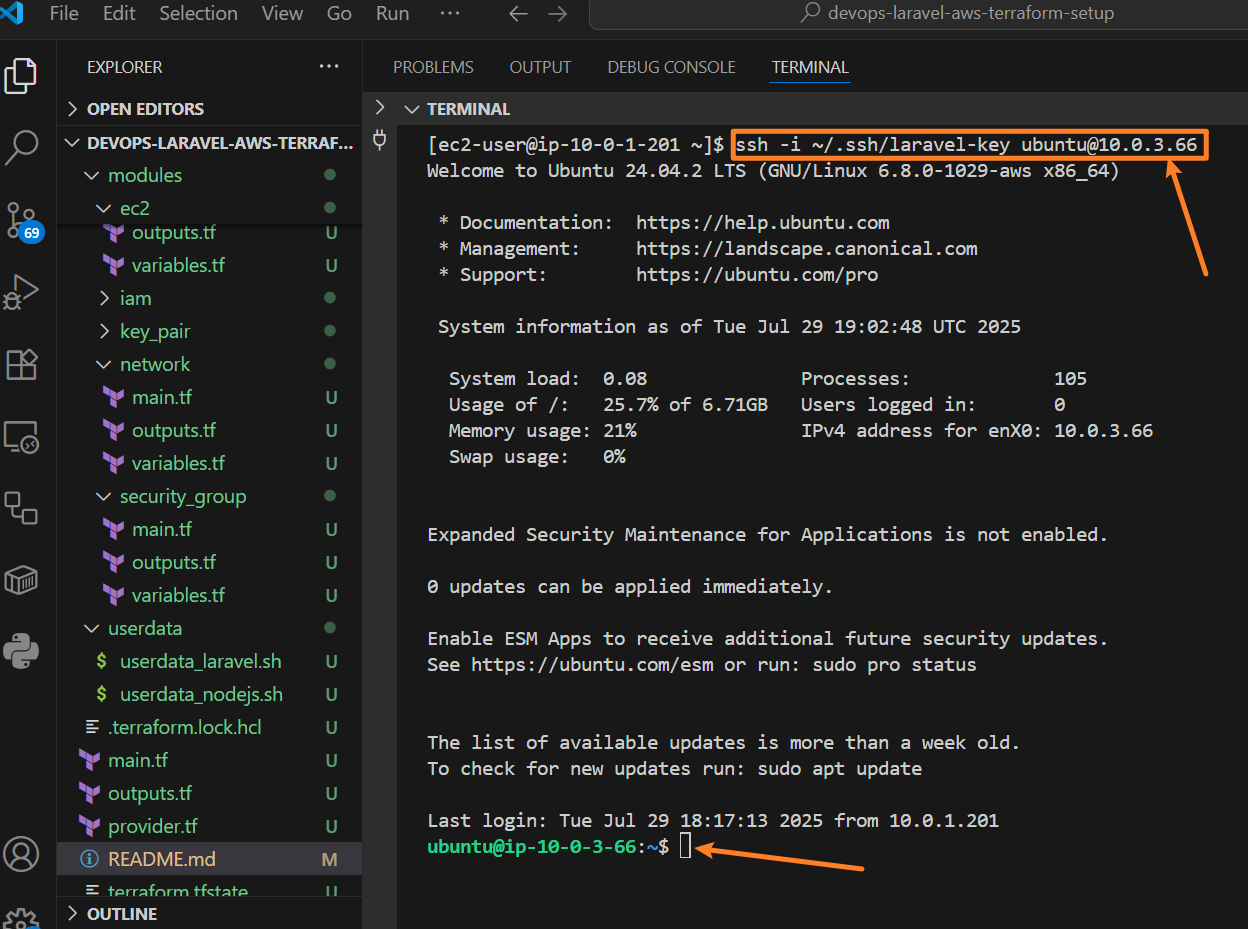 File Edit Selection View Go Run ... devops-laravel-aws-terraform-setup
EXPLORER ...
OPEN EDITORS
DEVOPS-LARAVEL-AWS-TERRAF...
modules
ec2
outputs.tf U
variables.tf U
iam
key_pair
network
main.tf U
outputs.tf U
variables.tf U
security_group
main.tf U
outputs.tf U
variables.tf U
userdata
$ userdata_laravel.sh U
$ userdata_nodejs.sh U
.terraform.lock.hcl U
main.tf U
outputs.tf U
provider.tf U
README.md M
terraform.tfstate U
OUTLINE
69
PROBLEMS OUTPUT DEBUG CONSOLE TERMINAL
TERMINAL
[ec2-user@ip-10-0-1-201 ~]$ ssh -i ~/.ssh/laravel-key ubuntu@10.0.3.66
Welcome to Ubuntu 24.04.2 LTS (GNU/Linux 6.8.0-1029-aws x86_64)
* Documentation: https://help.ubuntu.com
* Management: https://landscape.canonical.com
* Support: https://ubuntu.com/pro
System information as of Tue Jul 29 19:02:48 UTC 2025
System load: 0.08 Processes: 105
Usage of /: 25.7% of 6.71GB Users logged in: 0
Memory usage: 21% IPv4 address for enX0: 10.0.3.66
Swap usage: 0%
Expanded Security Maintenance for Applications is not enabled.
0 updates can be applied immediately.
Enable ESM Apps to receive additional future security updates.
See https://ubuntu.com/esm or run: sudo pro status
The list of available updates is more than a week old.
To check for new updates run: sudo apt update
Last login: Tue Jul 29 18:17:13 2025 from 10.0.1.201
ubuntu@ip-10-0-3-66:~$